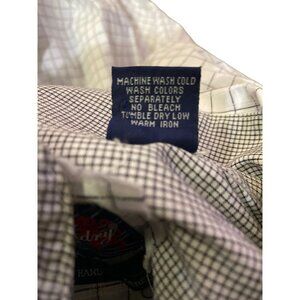 MACHINE WASH COLD
WASH COLORS
SEPARATELY
NO BLEACH
TUMBLE DRY LOW
WARM IRON